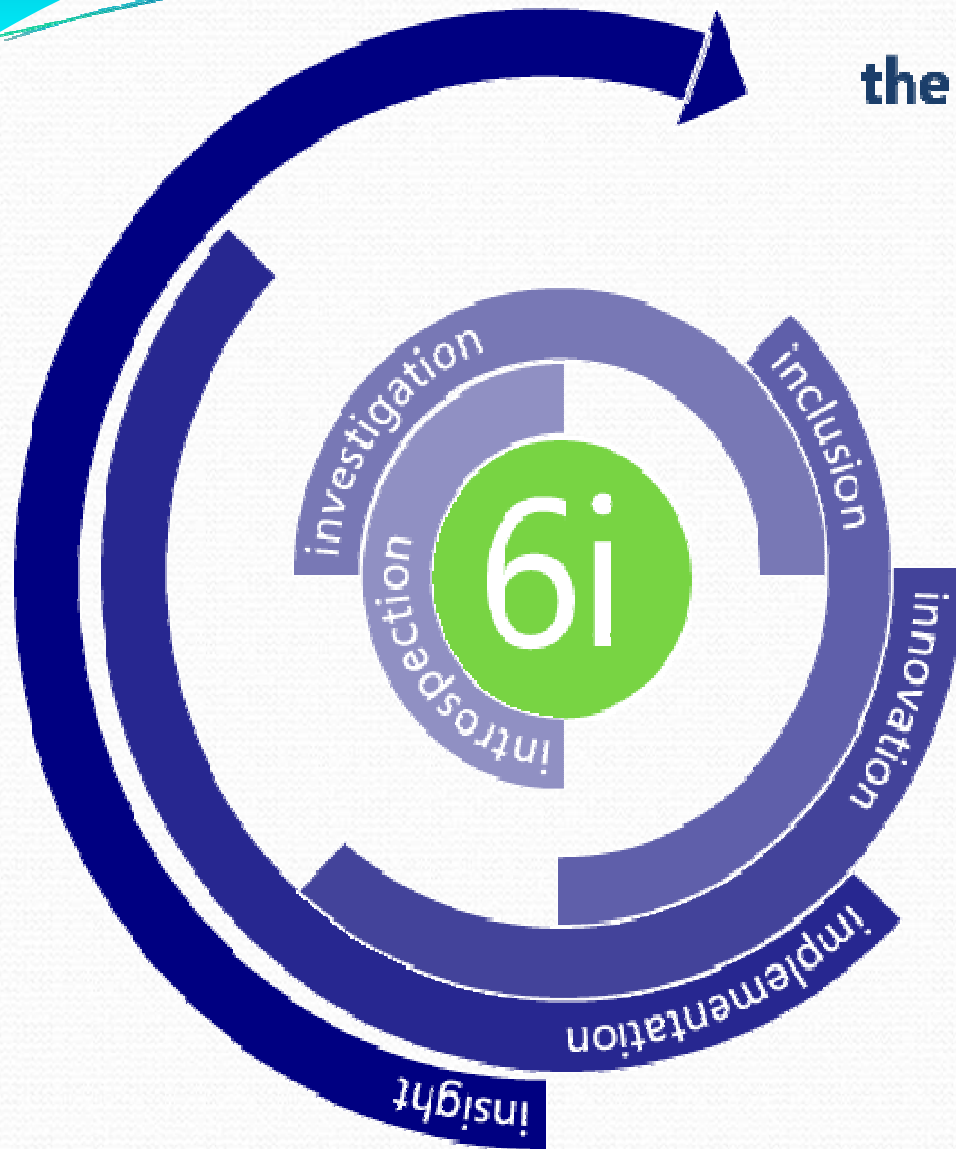 the
investigation
inclusion
6i
introspection
innovation
implementation
insight